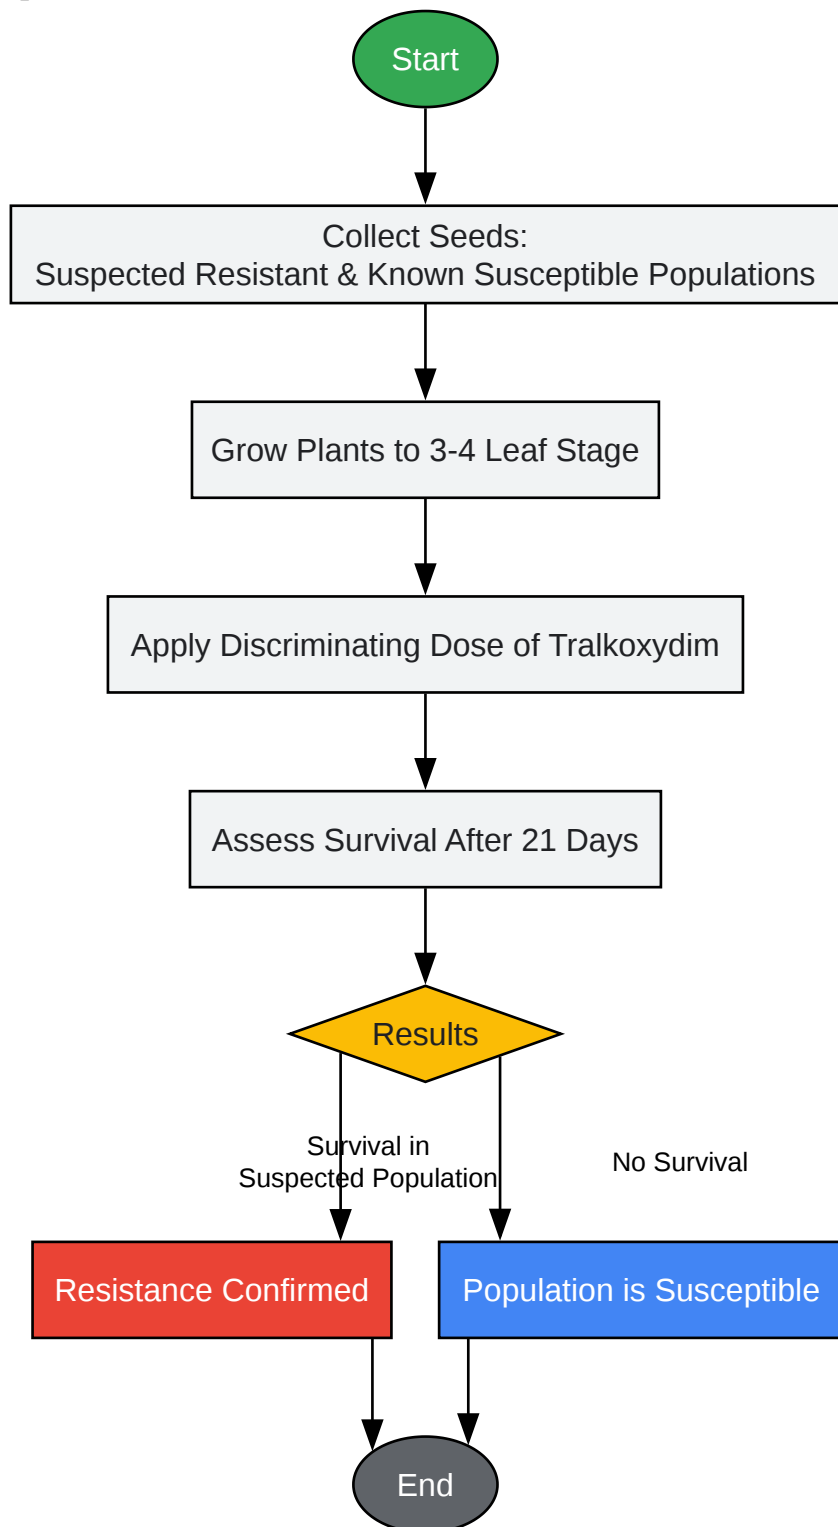 Start
Collect Seeds:
Suspected Resistant & Known Susceptible Populations
Grow Plants to 3-4 Leaf Stage
Apply Discriminating Dose of Tralkoxydim
Assess Survival After 21 Days
Results
Survival in
Suspected Population
No Survival
Resistance Confirmed
Population is Susceptible
End